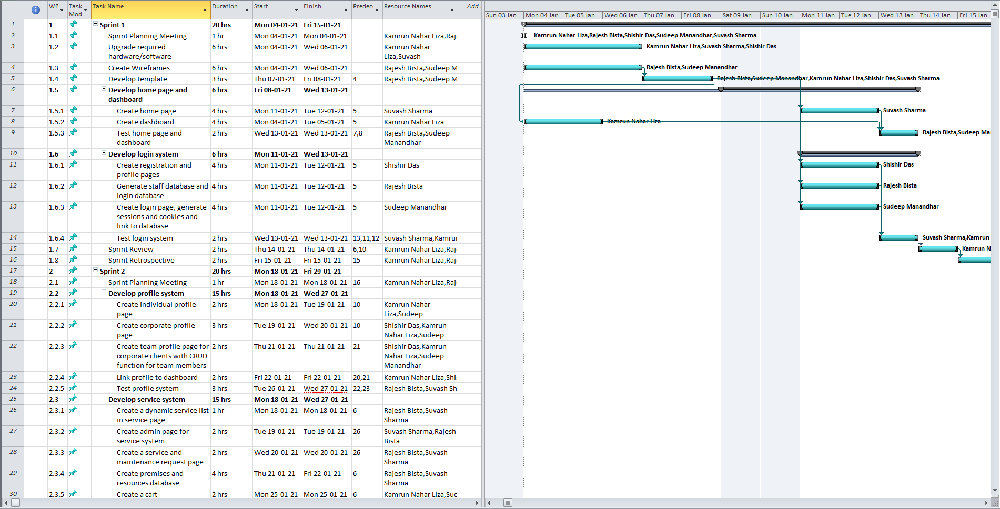 WB Task Mod Task Name Duration Start Finish Predec Resource Names Add
Sun 03 Jan Mon 04 Jan Tue 05 Jan Wed 06 Jan Thu 07 Jan Fri 08 Jan Sat 09 Jan Sun 10 Jan Mon 11 Jan Tue 12 Jan Wed 13 Jan Thu 14 Jan Fri 15 Jan
1 1 Sprint 1 20 hrs Mon 04-01-21 Fri 15-01-21
2 1.1 Sprint Planning Meeting 1 hr Mon 04-01-21 Mon 04-01-21 Kamrun Nahar Liza,Raj
Kamrun Nahar Liza,Rajesh Bista,Shishir Das,Sudeep Manandhar,Suvash Sharma
3 1.2 Upgrade required 6 hrs Mon 04-01-21 Wed 06-01-21 Kamrun Nahar
hardware/software Liza,Suvash
Kamrun Nahar Liza,Suvash Sharma,Shishir Das
4 1.3 Create Wireframes 6 hrs Mon 04-01-21 Wed 06-01-21 Rajesh Bista,Sudeep M
Rajesh Bista,Sudeep Manandhar
5 1.4 Develop template 3 hrs Thu 07-01-21 Fri 08-01-21 4 Rajesh Bista,Sudeep M
Rajesh Bista,Sudeep Manandhar,Kamrun Nahar Liza,Shishir Das,Suvash Sharma
6 1.5 Develop home page and 6 hrs Fri 08-01-21 Wed 13-01-21
dashboard
7 1.5.1 Create home page 4 hrs Mon 11-01-21 Tue 12-01-21 5 Suvash Sharma
Suvash Sharma
8 1.5.2 Create dashboard 4 hrs Mon 04-01-21 Tue 05-01-21 5 Kamrun Nahar Liza
Kamrun Nahar Liza
9 1.5.3 Test home page and 2 hrs Wed 13-01-21 Wed 13-01-21 7,8 Rajesh Bista,Sudeep
dashboard Manandhar
Rajesh Bista,Sudeep Ma
10 1.6 Develop login system 6 hrs Mon 11-01-21 Wed 13-01-21
11 1.6.1 Create registration and 4 hrs Mon 11-01-21 Tue 12-01-21 5 Shishir Das
profile pages
Shishir Das
12 1.6.2 Generate staff database and 4 hrs Mon 11-01-21 Tue 12-01-21 5 Rajesh Bista
login database
Rajesh Bista
13 1.6.3 Create login page, generate 4 hrs Mon 11-01-21 Tue 12-01-21 5 Sudeep Manandhar
sessions and cookies and
link to database
Sudeep Manandhar
14 1.6.4 Test login system 2 hrs Wed 13-01-21 Wed 13-01-21 13,11,12 Suvash Sharma,Kamru
Suvash Sharma,Kamrun
15 1.7 Sprint Review 2 hrs Thu 14-01-21 Thu 14-01-21 6,10 Kamrun Nahar Liza,Raj
Kamrun N
16 1.8 Sprint Retrospective 2 hrs Fri 15-01-21 Fri 15-01-21 15 Kamrun Nahar Liza,Raj
17 2 Sprint 2 20 hrs Mon 18-01-21 Fri 29-01-21
18 2.1 Sprint Planning Meeting 1 hr Mon 18-01-21 Mon 18-01-21 16 Kamrun Nahar Liza,Raj
19 2.2 Develop profile system 15 hrs Mon 18-01-21 Wed 27-01-21
20 2.2.1 Create individual profile 2 hrs Mon 18-01-21 Tue 19-01-21 10 Kamrun Nahar
page Liza,Sudeep
21 2.2.2 Create corporate profile 3 hrs Tue 19-01-21 Wed 20-01-21 10 Shishir Das,Kamrun
page Nahar Liza,Sudeep
22 2.2.3 Create team profile page for 2 hrs Thu 21-01-21 Thu 21-01-21 21 Shishir Das,Kamrun
corporate clients with CRUD Nahar Liza,Sudeep
function for team members Manandhar
23 2.2.4 Link profile to dashboard 2 hrs Fri 22-01-21 Fri 22-01-21 20,21 Kamrun Nahar Liza,Shi
24 2.2.5 Test profile system 3 hrs Tue 26-01-21 Wed 27-01-21 22,23 Rajesh Bista,Suvash Sh
25 2.3 Develop service system 15 hrs Mon 18-01-21 Wed 27-01-21
26 2.3.1 Create a dynamic service list 1 hr Mon 18-01-21 Mon 18-01-21 6 Rajesh Bista,Suvash
in service page Sharma
27 2.3.2 Create admin page for 2 hrs Tue 19-01-21 Tue 19-01-21 26 Suvash Sharma,Rajesh
service system Bista
28 2.3.3 Create a service and 2 hrs Wed 20-01-21 Wed 20-01-21 26 Rajesh Bista,Suvash
maintenance request page Sharma
29 2.3.4 Create premises and 4 hrs Thu 21-01-21 Fri 22-01-21 6 Rajesh Bista,Suvash
resources database Sharma
30 2.3.5 Create a cart 2 hrs Mon 25-01-21 Mon 25-01-21 6 Kamrun Nahar Liza,Suc